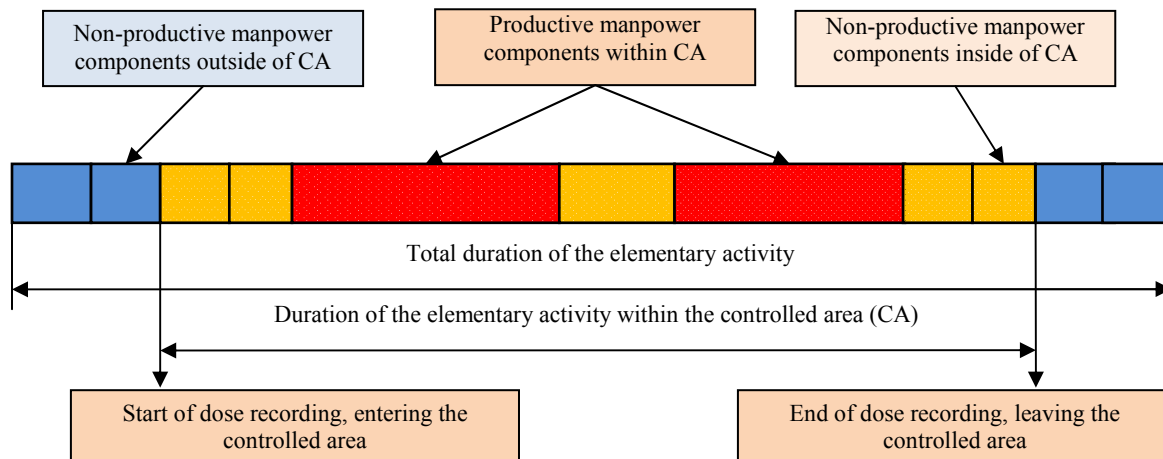 Non-productive manpower
components outside of CA
Productive manpower
components within CA
Non-productive manpower
components inside of CA
Total duration of the elementary activity
Duration of the elementary activity within the controlled area (CA)
Start of dose recording, entering the
controlled area
End of dose recording, leaving the
controlled area